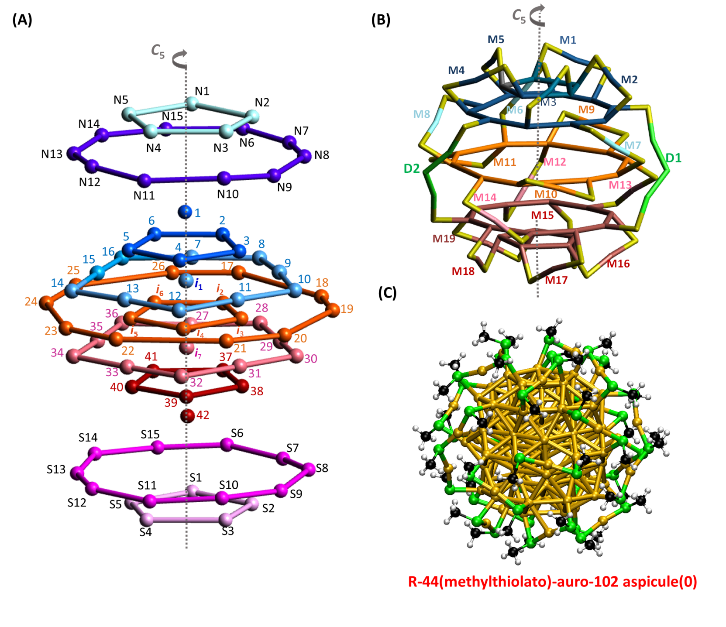 (A)
C5
N1
N5
N2
N15
N14
N4
N3
N6
N7
N13
N8
N12
N9
N11
N10
1
6
2
5
4
7
3
8
16
15
26
17
9
25
i1
14
13
12
11
10
18
i6
i2
24
19
36
27
28
23
35
i5
i4
i3
20
22
21
29
34
i7
30
33
41
37
31
32
40
38
39
42
S15
S6
S14
S7
S13
S8
S1
S12
S11
S10
S9
S5
S2
S4
S3
(B)
C5
M5
M1
M4
M2
M3
M8
M6
M9
M7
D2
M11
M12
D1
M14
M10
M13
M15
M19
M16
M18
M17
(C)
R-44(methylthiolato)-auro-102 aspicule(0)